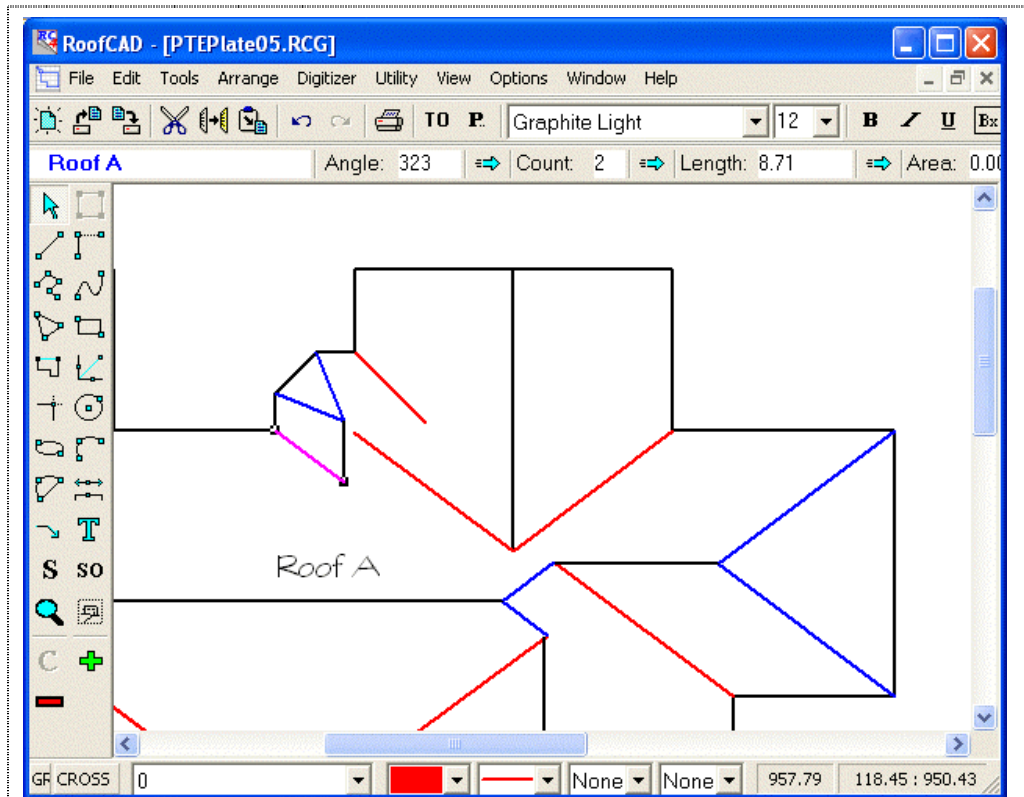 RoofCAD - [PTEPlate05.RCG]
File Edit Tools Arrange Digitizer Utility View Options Window Help
TO P. Graphite Light 12 B I U Bx
Roof A Angle: 323 Count: 2 Length: 8.71 Area: 0.00
T
S SO
C
Roof A
GF CROSS 0 None None 957.79 118.45 : 950.43